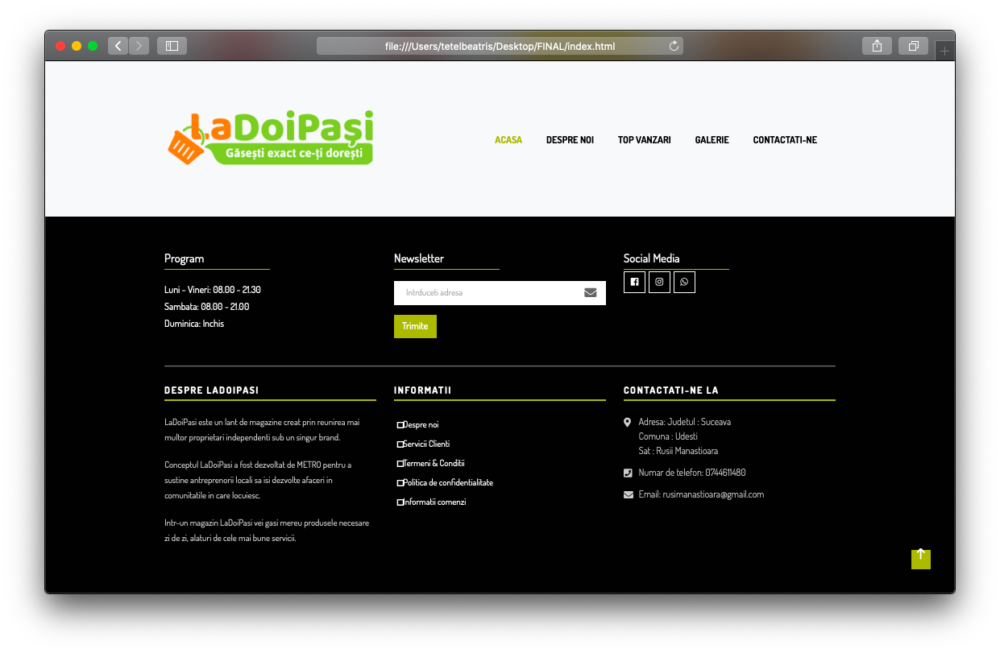 file:///Users/tetelbeatris/Desktop/FINAL/index.html
LaDoiPași
Găsești exact ce-ți dorești
ACASA DESPRE NOI TOP VANZARI GALERIE CONTACTATI-NE
Program
Luni - Vineri: 08.00 - 21.30
Sambata: 08.00 - 21.00
Duminica: Inchis
Newsletter
Intrduceti adresa
Trimite
Social Media
DESPRE LADOIPASI
LaDoiPasi este un lant de magazine creat prin reunirea mai
multor proprietari independenti sub un singur brand.
Conceptul LaDoiPasi a fost dezvoltat de METRO pentru a
sustine antreprenorii locali sa isi dezvolte afaceri in
comunitatile in care locuiesc.
Intr-un magazin LaDoiPasi vei gasi mereu produsele necesare
zi de zi, alaturi de cele mai bune servicii.
INFORMATII
Despre noi
Servicii Clienti
Termeni & Conditii
Politica de confidentialitate
Informatii comenzi
CONTACTATI-NE LA
Adresa: Judetul : Suceava
Comuna : Udesti
Sat : Rusii Manastioara
Numar de telefon: 0744611480
Email: rusimanastioara@gmail.com